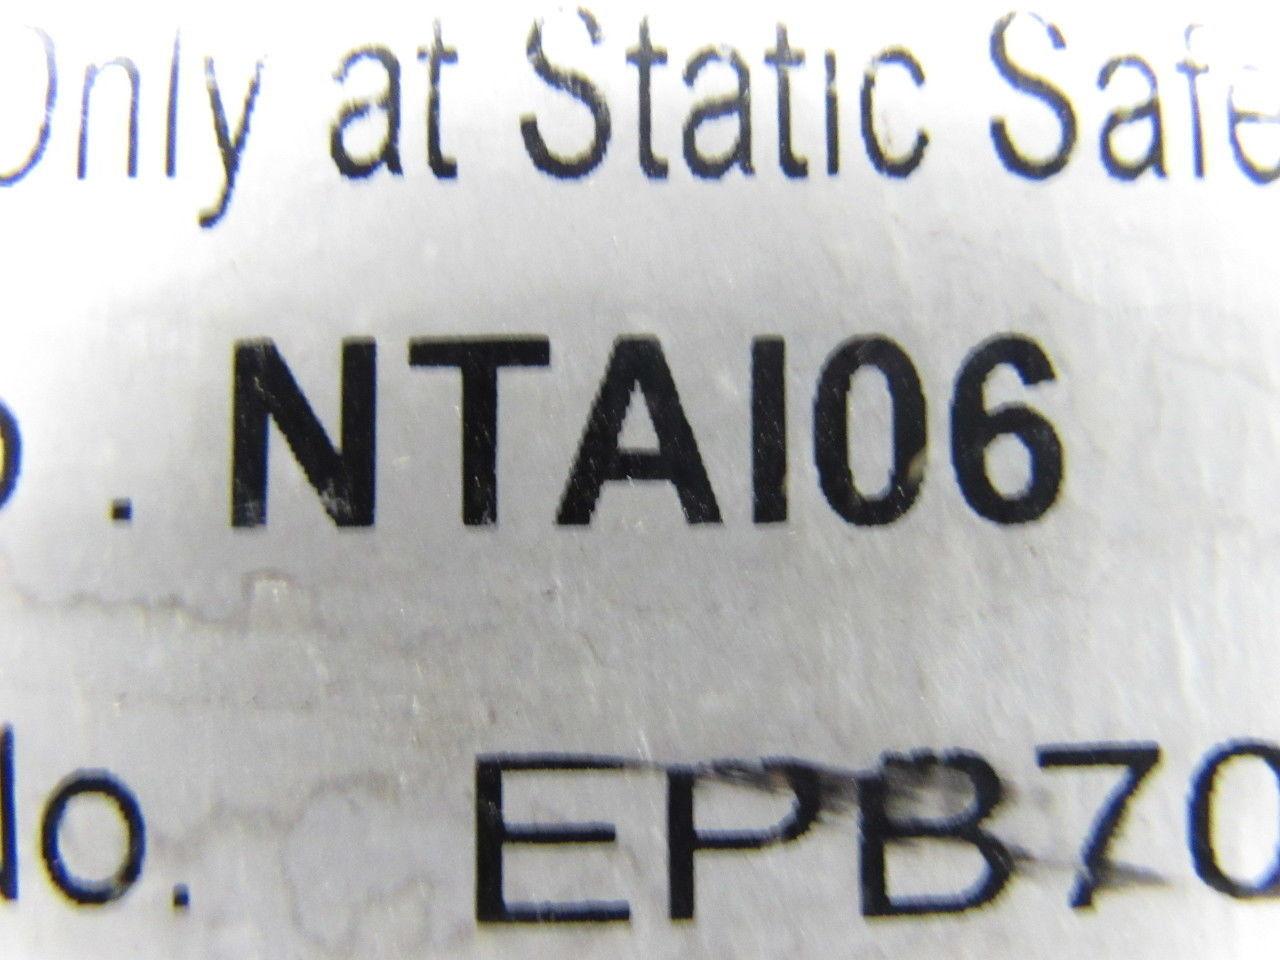 Only at Static Safe
o. NTAI06
No. EPB70